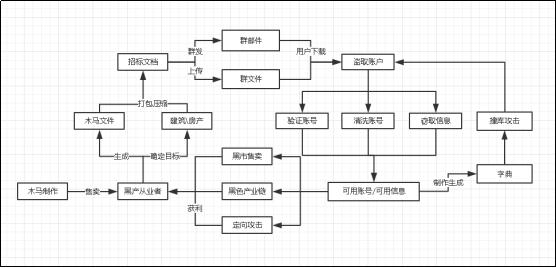 群邮件
群发
用户下载
招标文档
盗取账户
上传
群文件
打包压缩
木马文件
建筑\房产
验证账号
清洗账号
窃取信息
撞库攻击
生成
确定目标
黑市售卖
字典
制作生成
木马制作
售卖
黑产从业者
黑色产业链
可用账号/可用信息
获利
定向攻击